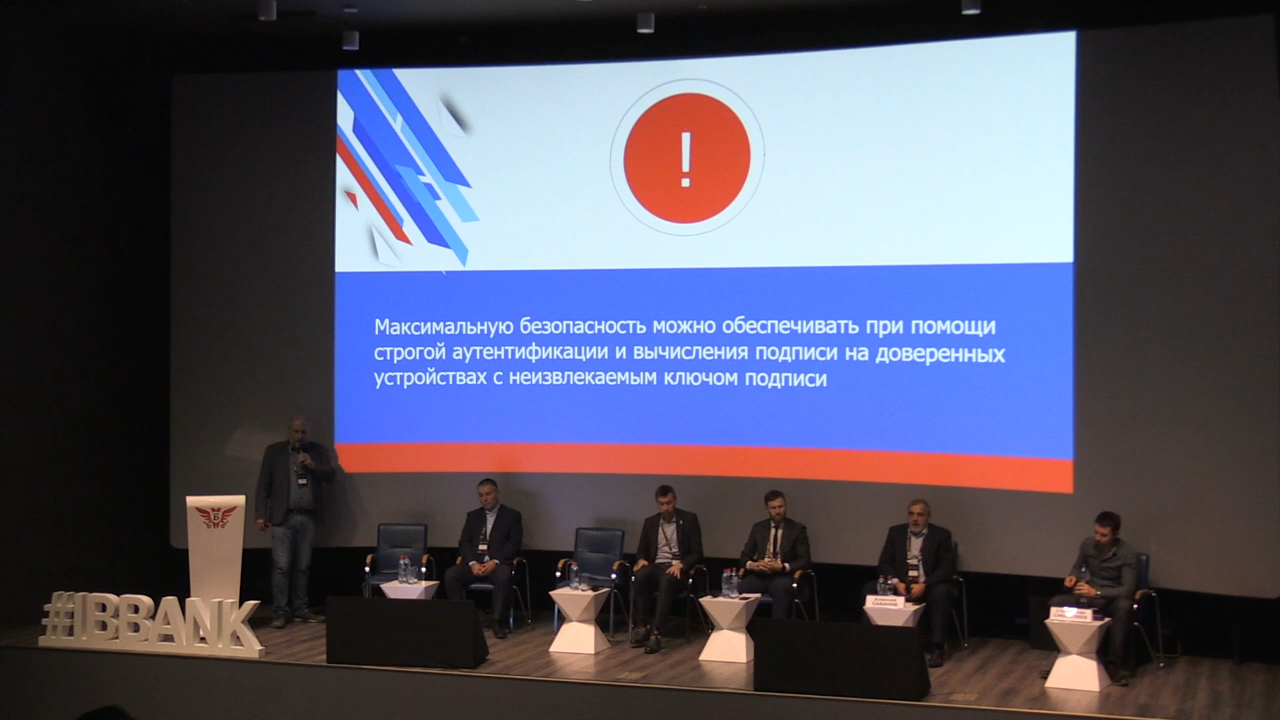 !
Максимальную безопасность можно обеспечивать при помощи
строгой аутентификации и вычисления подписи на доверенных
устройствах с неизвлекаемым ключом подписи
#IBBANK